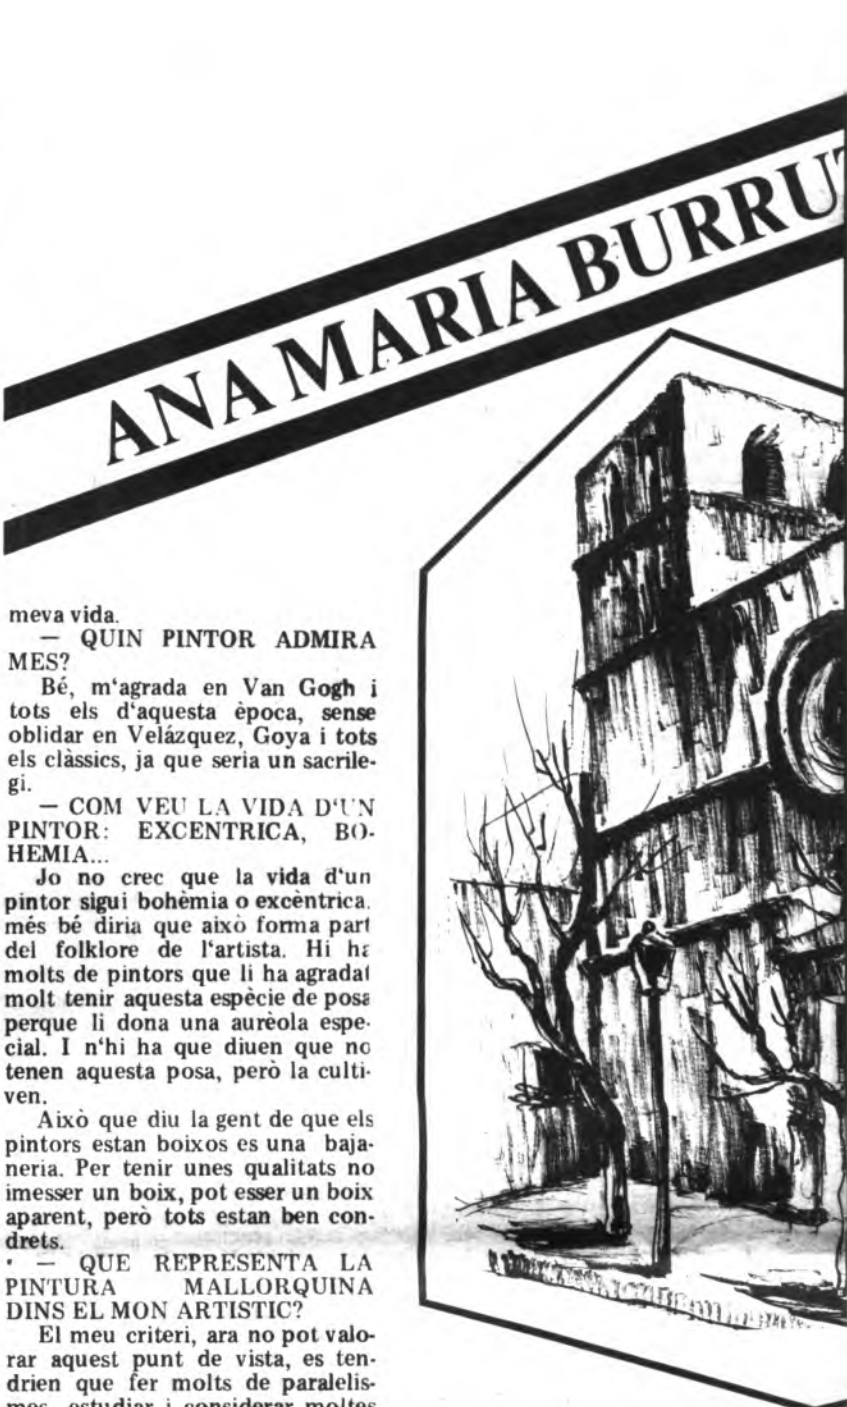 ANA MARIA BURRU
meva vida.
— QUIN PINTOR ADMIRA
MES?
Bé, m‘agrada en Van Gogh i
tots els d‘aquesta època, sense
oblidar en Velázquez, Goya i tots
els clàssics, ja que seria un sacrile-
gi.
— COM VEU LA VIDA D‘UN
PINTOR: EXCENTRICA, BO-
HEMIA...
Jo no crec que la vida d‘un
pintor sigui bohèmia o excèntrica.
més bé diria que això forma part
del folklore de l‘artista. Hi ha
molts de pintors que li ha agradat
molt tenir aquesta espècie de posa
perque li dona una aurèola espe-
cial. I n‘hi ha que diuen que no
tenen aquesta posa, però la culti-
ven.
Això que diu la gent de que els
pintors estan boixos es una baja-
neria. Per tenir unes qualitats no
imesser un boix, pot esser un boix
aparent, però tots estan ben con-
drets.
— QUE REPRESENTA LA
PINTURA MALLORQUINA
DINS EL MON ARTISTIC?
El meu criteri, ara no pot valo-
rar aquest punt de vista, es ten-
drien que fer molts de paralelis-
mos, estudiar i considerar moltes